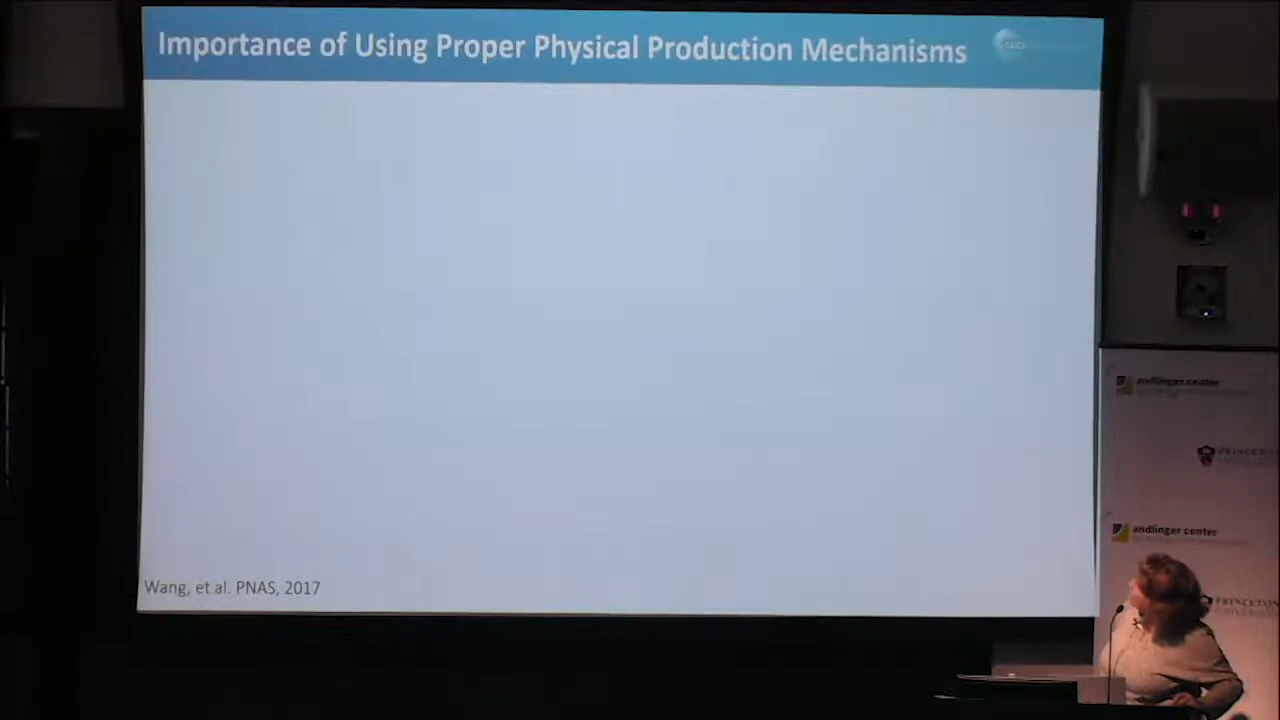 Importance of Using Proper Physical Production Mechanisms
Wang, et.al. PNAS, 2017
andlinger center
PRINCETON
andlinger center
PRINCETON